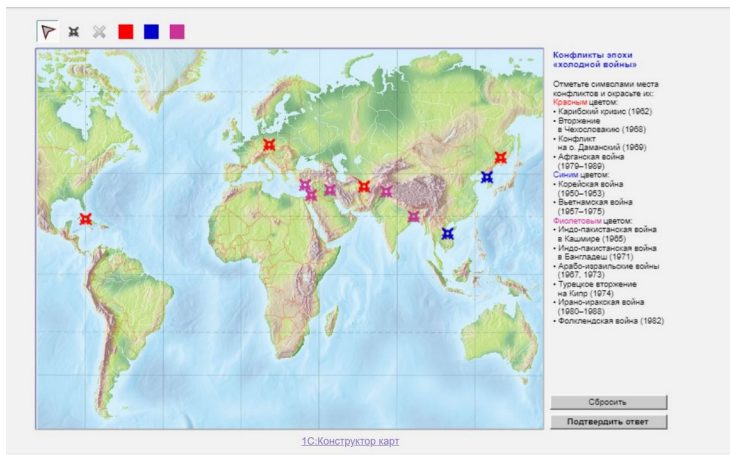 Конфликты эпохи
«холодной войны»
Отметьте символами места
конфликтов и окрасьте их:
Красным цветом:
• Карибский кризис (1962)
• Вторжение
в Чехословакию (1968)
• Конфликт
на о. Даманский (1969)
• Афганская война
(1979–1989)
Синим цветом:
• Корейская война
(1950–1953)
• Вьетнамская война
(1957–1975)
Фиолетовым цветом:
• Индо-пакистанская война
в Кашмире (1965)
• Индо-пакистанская война
в Бангладеш (1971)
• Арабо-израильские войны
(1967, 1973)
• Турецкое вторжение
на Кипр (1974)
• Ирано-иракская война
(1980–1988)
• Фолклендская война (1982)
Сбросить
Подтвердить ответ
1С:Конструктор карт